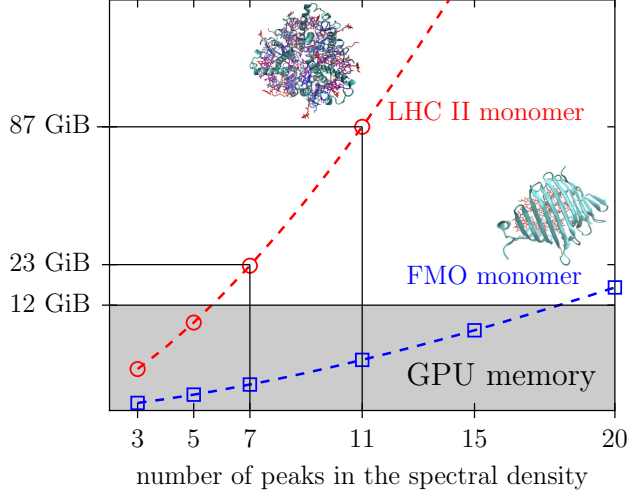 87 GiB
LHC II monomer
23 GiB
FMO monomer
12 GiB
GPU memory
3 5 7 11 15 20
number of peaks in the spectral density